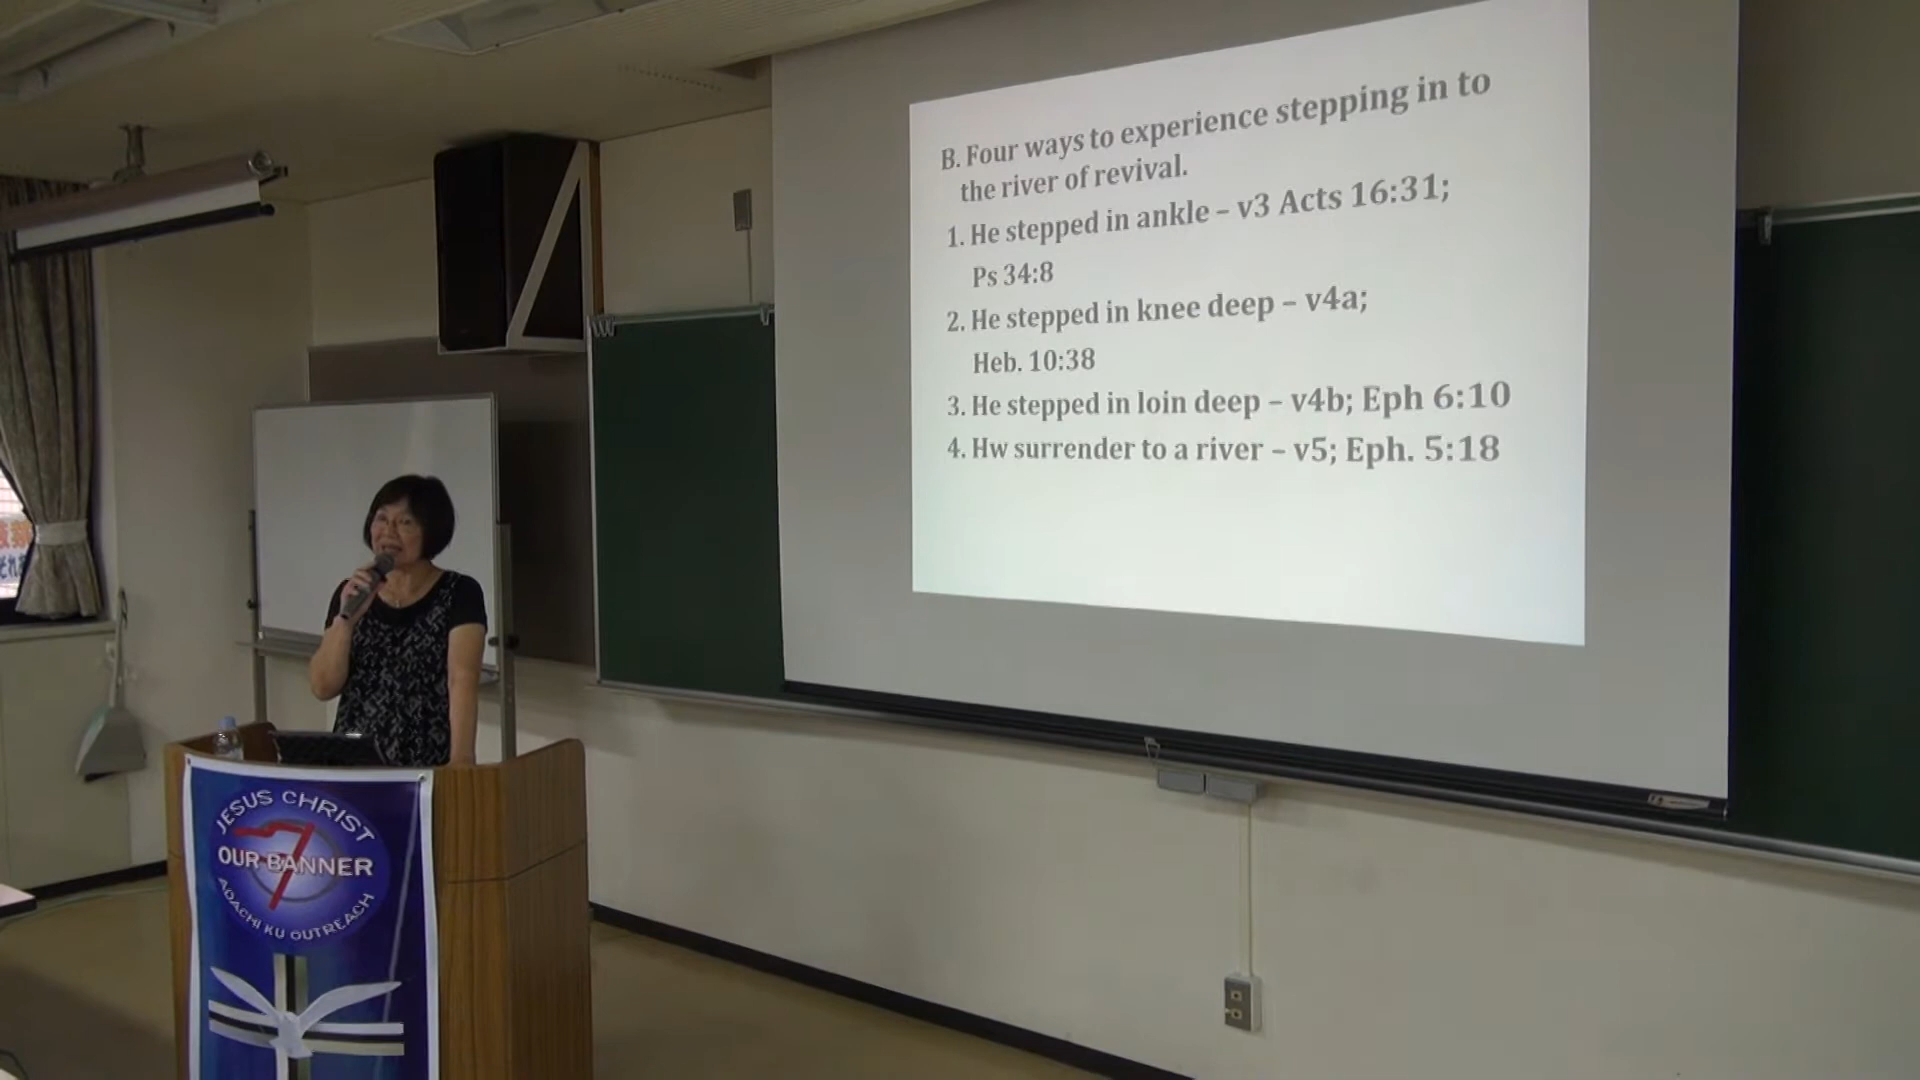 B. Four ways to experience stepping in to
the river of revival.
1. He stepped in ankle – v3 Acts 16:31;
Ps 34:8
2. He stepped in knee deep – v4a;
Heb. 10:38
3. He stepped in loin deep – v4b; Eph 6:10
4. Hw surrender to a river – v5; Eph. 5:18
JESUS CHRIST
OUR BANNER
ADACHI KU OUTREACH